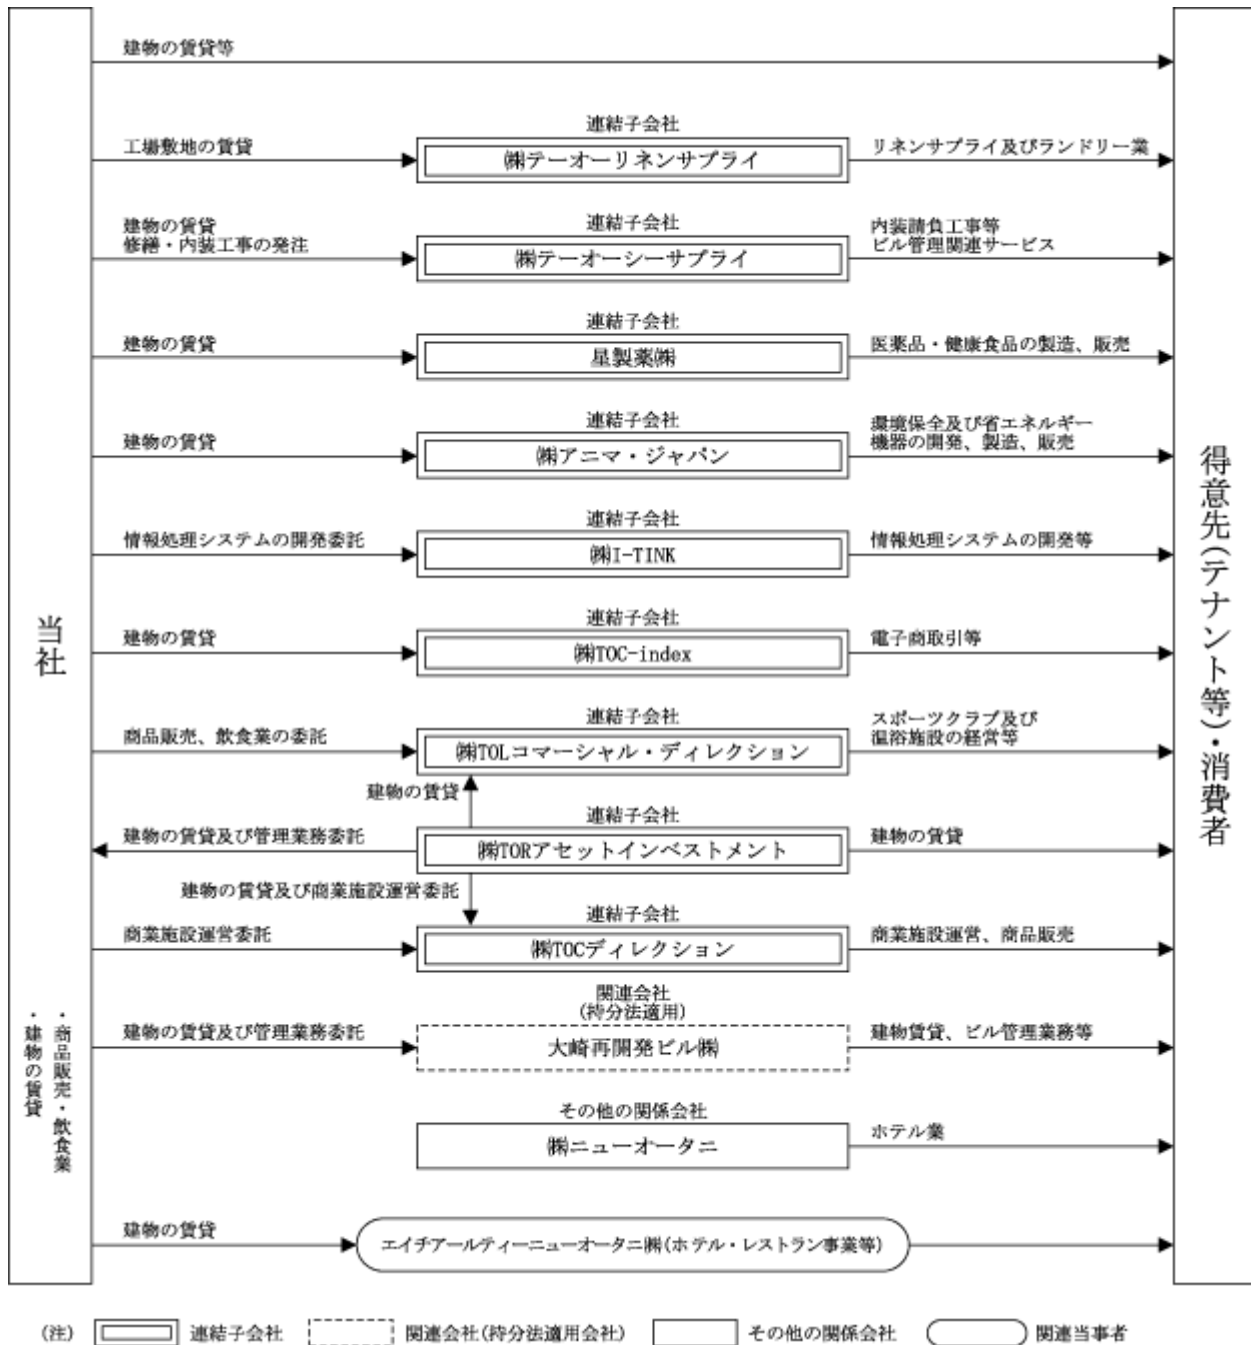 建物の賃貸等
連結子会社
工場敷地の賃貸
㈱テーオーリネンサプライ
リネンサプライ及びランドリー業
連結子会社
建物の賃貸
修繕・内装工事の発注
㈱テーオーシーサプライ
内装請負工事等
ビル管理関連サービス
連結子会社
建物の賃貸
星製薬㈱
医薬品・健康食品の製造、販売
連結子会社
建物の賃貸
㈱アニマ・ジャパン
環境保全及び省エネルギー
機器の開発、製造、販売
連結子会社
情報処理システムの開発委託
㈱I-TINK
情報処理システムの開発等
連結子会社
建物の賃貸
㈱TOC-index
電子商取引等
連結子会社
商品販売、飲食業の委託
㈱TOLコマーシャル・ディレクション
スポーツクラブ及び
温浴施設の経営等
建物の賃貸
連結子会社
建物の賃貸及び管理業務委託
㈱TORアセットインベストメント
建物の賃貸
建物の賃貸及び商業施設運営委託
連結子会社
商業施設運営委託
㈱TOCディレクション
商業施設運営、商品販売
関連会社
(持分法適用)
建物の賃貸及び管理業務委託
大崎再開発ビル㈱
建物賃貸、ビル管理業務等
その他の関係会社
㈱ニューオータニ
ホテル業
建物の賃貸
エイチアールティーニューオータニ㈱(ホテル・レストラン事業等)
当社
・商品販売・飲食業
・建物の賃貸
得意先(テナント等)・消費者
(注)
連結子会社
関連会社(持分法適用会社)
その他の関係会社
関連当事者